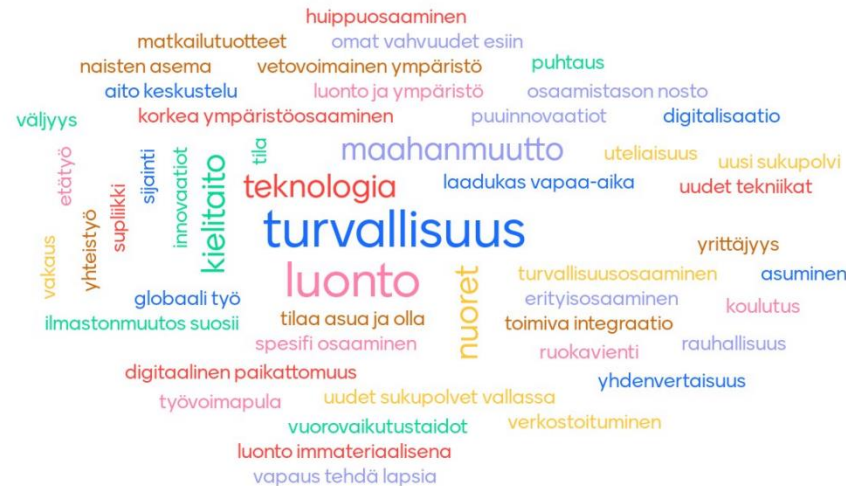 huippuosaaminen
matkailutuotteet
omat vahvuudet esiin
naisten asema
vetovoimainen ympäristö
puhtaus
aito keskustelu
luonto ja ympäristö
osaamistason nosto
väljyys
korkea ympäristöosaaminen
puuinnovaatiot
digitalisaatio
etätyö
sijainti
innovaatiot
kielitaito
tila
maahanmuutto
uteliaisuus
uusi sukupolvi
supliikki
teknologia
laadukas vapaa-aika
uudet tekniikat
vakaus
yhteistyö
turvallisuus
yrittäjyys
luonto
nuoret
turvallisuusosaaminen
asuminen
globaali työ
erityisosaaminen
koulutus
ilmastonmuutos suosii
tilaa asua ja olla
toimiva integraatio
spesifi osaaminen
ruokavienti
rauhallisuus
digitaalinen paikattomuus
yhdenvertaisuus
työvoimapula
uudet sukupolvet vallassa
vuorovaikutustaidot
verkostoituminen
luonto immateriaalisena
vapaus tehdä lapsia